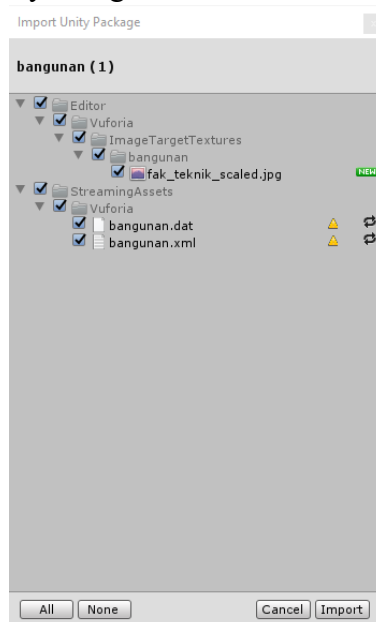 Import Unity Package
bangunan (1)
Editor
Vuforia
ImageTargetTextures
bangunan
fak_teknik_scaled.jpg NEW
StreamingAssets
Vuforia
bangunan.dat
bangunan.xml
All None Cancel Import